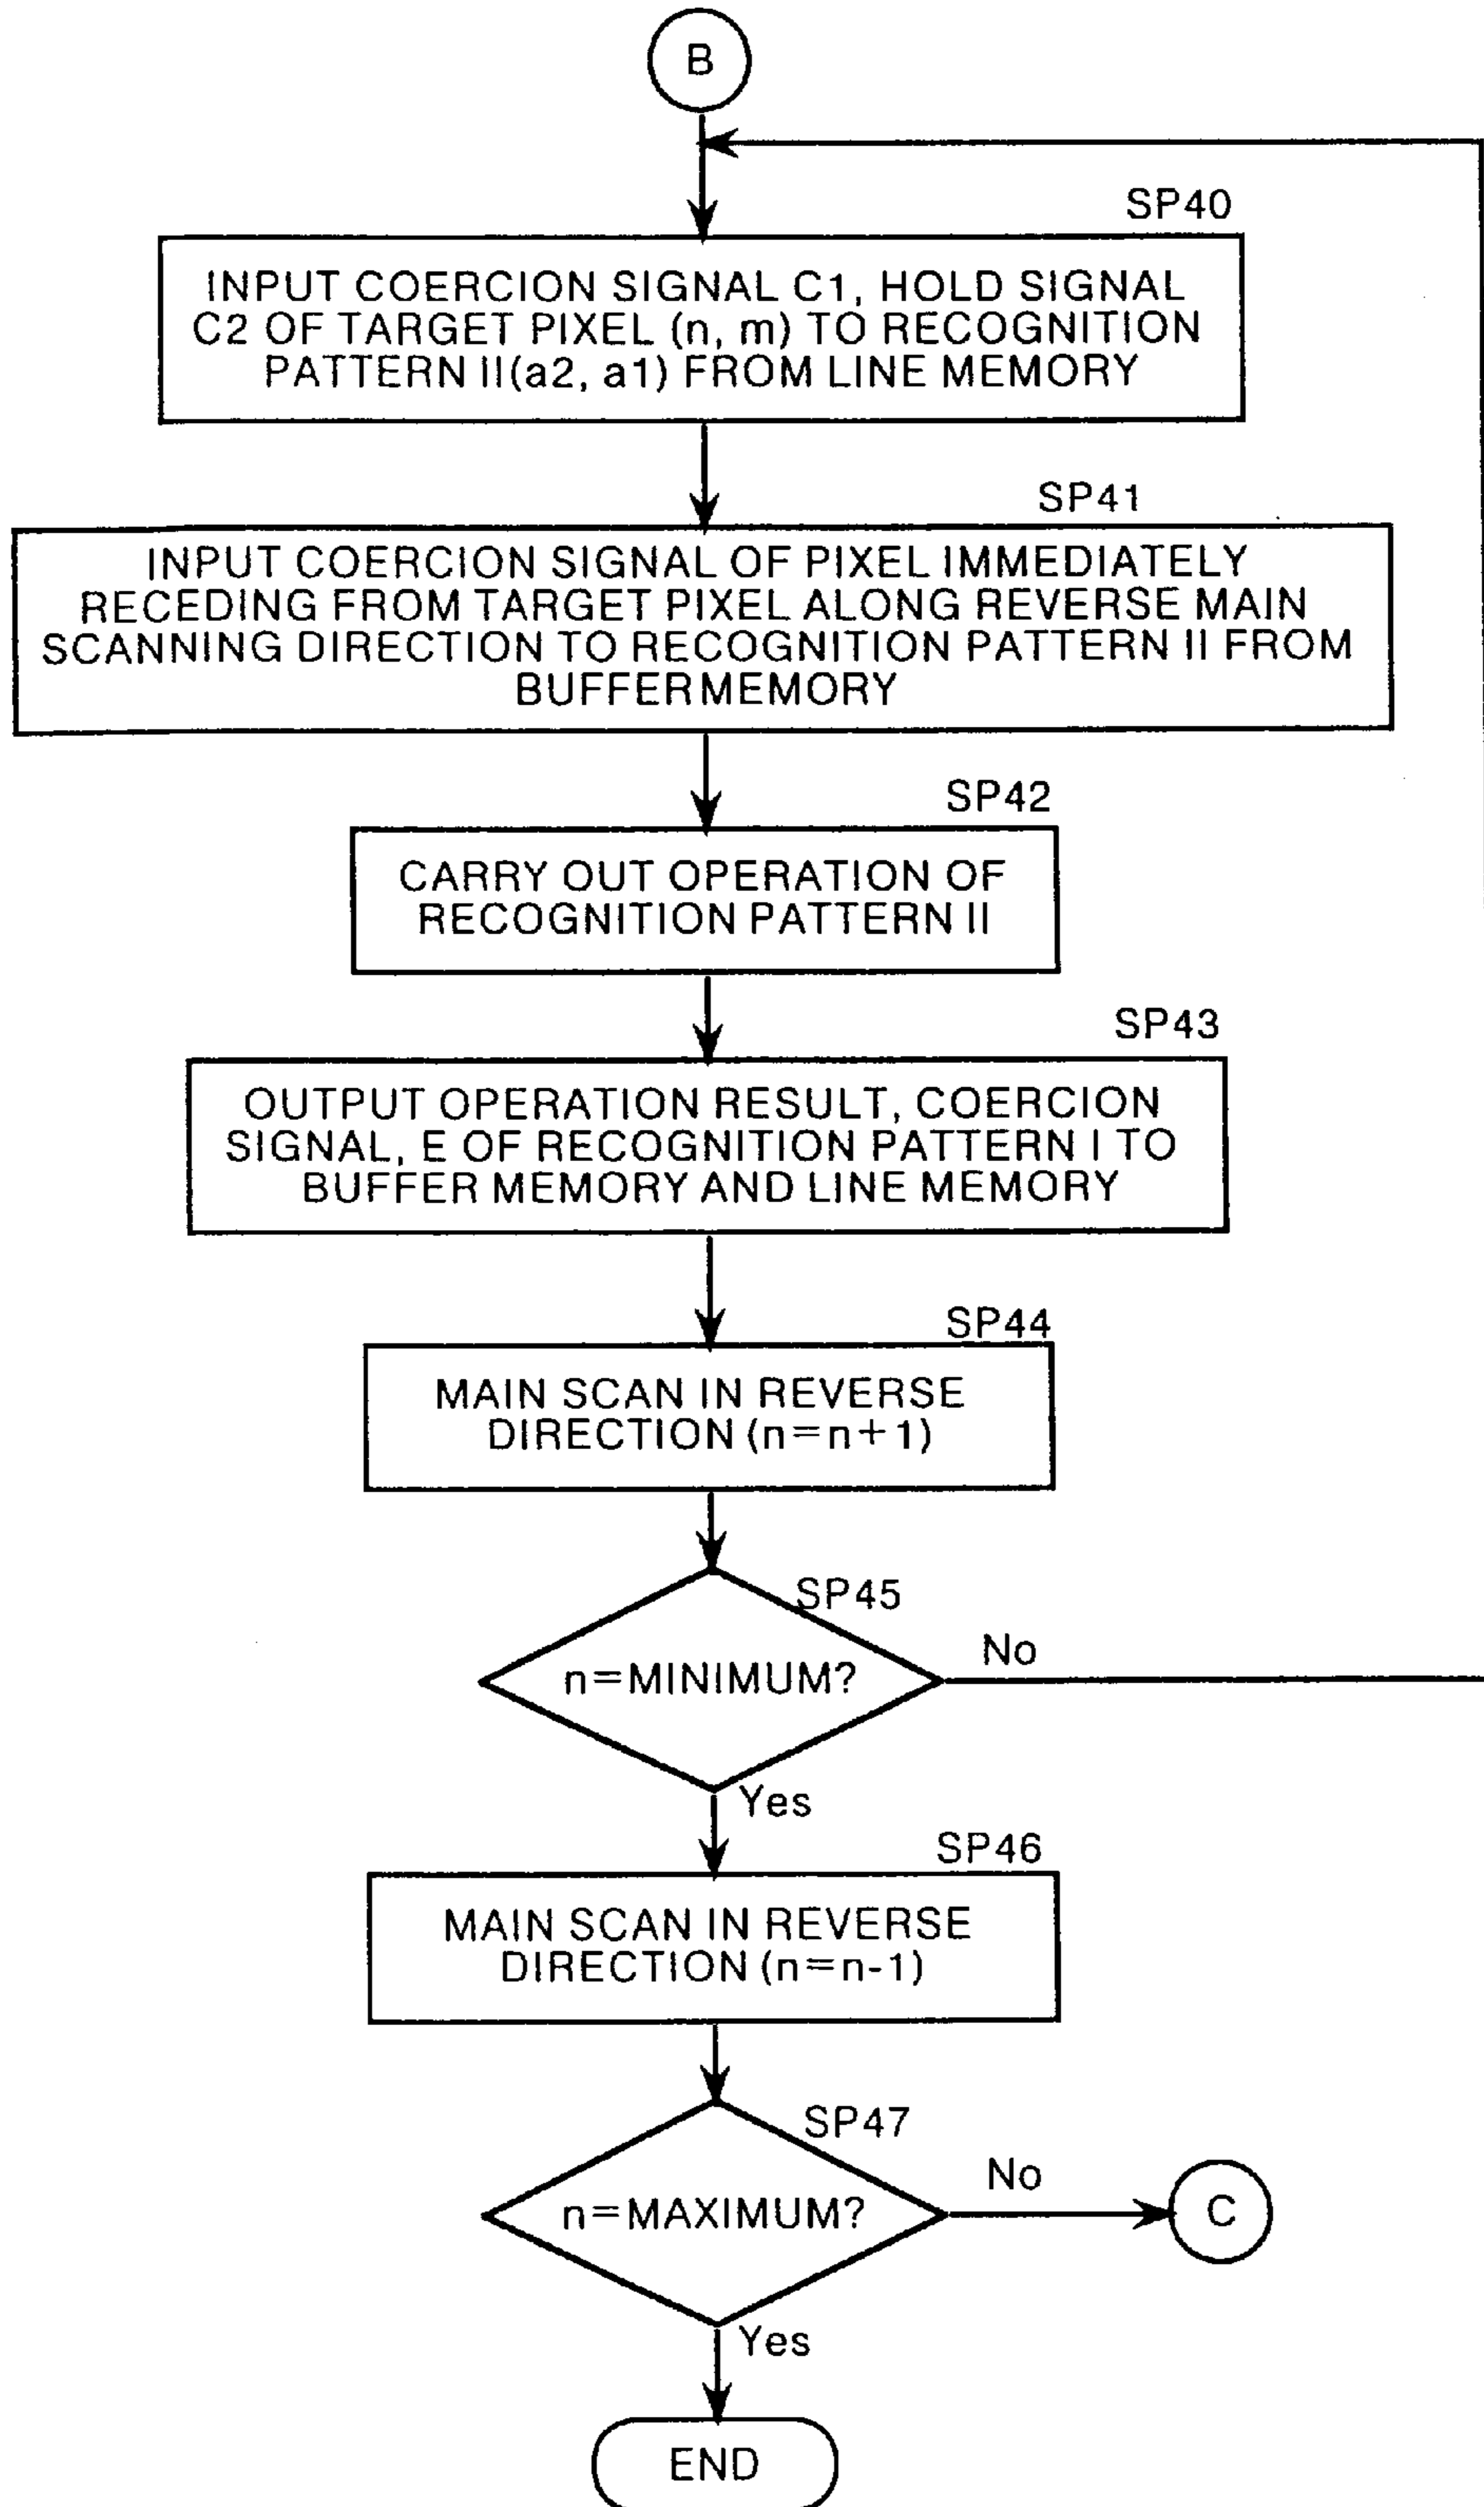 B
SP40
INPUT COERCION SIGNAL C1, HOLD SIGNAL
C2 OF TARGET PIXEL (n, m) TO RECOGNITION
PATTERN II(a2, a1) FROM LINE MEMORY
SP41
INPUT COERCION SIGNAL OF PIXEL IMMEDIATELY
RECEDING FROM TARGET PIXEL ALONG REVERSE MAIN
SCANNING DIRECTION TO RECOGNITION PATTERN II FROM
BUFFER MEMORY
SP42
CARRY OUT OPERATION OF
RECOGNITION PATTERN II
SP43
OUTPUT OPERATION RESULT, COERCION
SIGNAL, E OF RECOGNITION PATTERN I TO
BUFFER MEMORY AND LINE MEMORY
SP44
MAIN SCAN IN REVERSE
DIRECTION (n=n+1)
SP45
n=MINIMUM?
No
Yes
SP46
MAIN SCAN IN REVERSE
DIRECTION (n=n-1)
SP47
n=MAXIMUM?
No
C
Yes
END